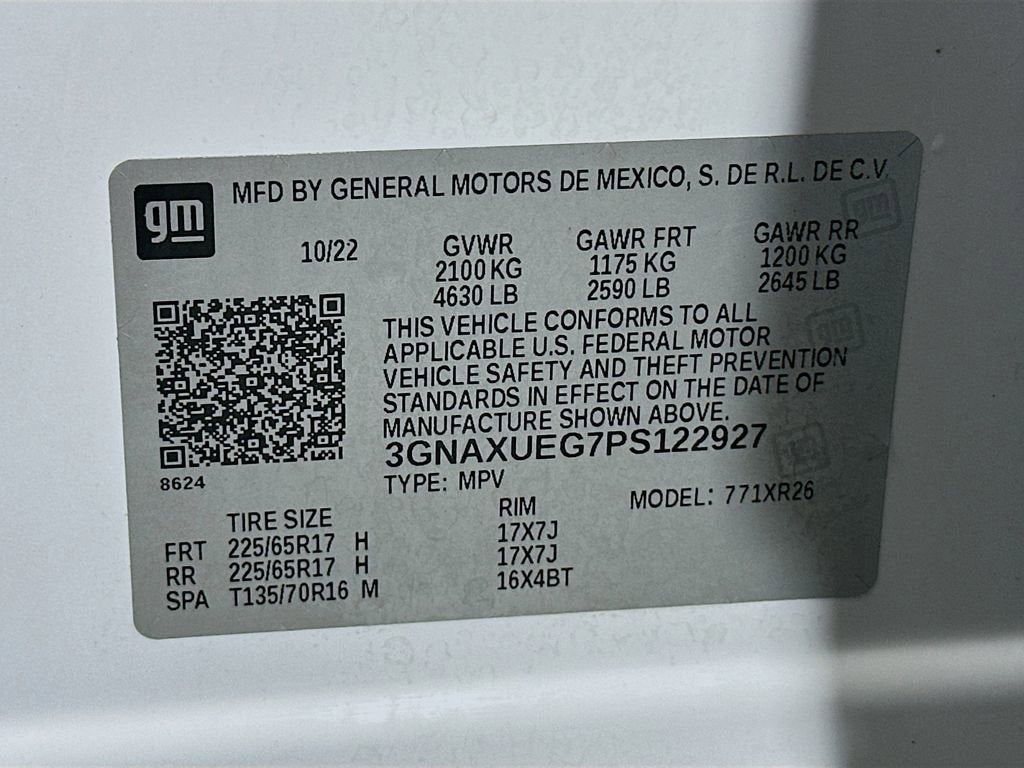 gm
MFD BY GENERAL MOTORS DE MEXICO, S. DE R.L. DE C.V.
10/22
GVWR GAWR FRT GAWR RR
2100 KG 1175 KG 1200 KG
4630 LB 2590 LB 2645 LB
THIS VEHICLE CONFORMS TO ALL
APPLICABLE U.S. FEDERAL MOTOR
VEHICLE SAFETY AND THEFT PREVENTION
STANDARDS IN EFFECT ON THE DATE OF
MANUFACTURE SHOWN ABOVE.
3GNAXUEG7PS122927
8624
TYPE: MPV MODEL: 771XR26
TIRE SIZE RIM
FRT 225/65R17 H 17X7J
RR 225/65R17 H 17X7J
SPA T135/70R16 M 16X4BT
gm
gm
gm